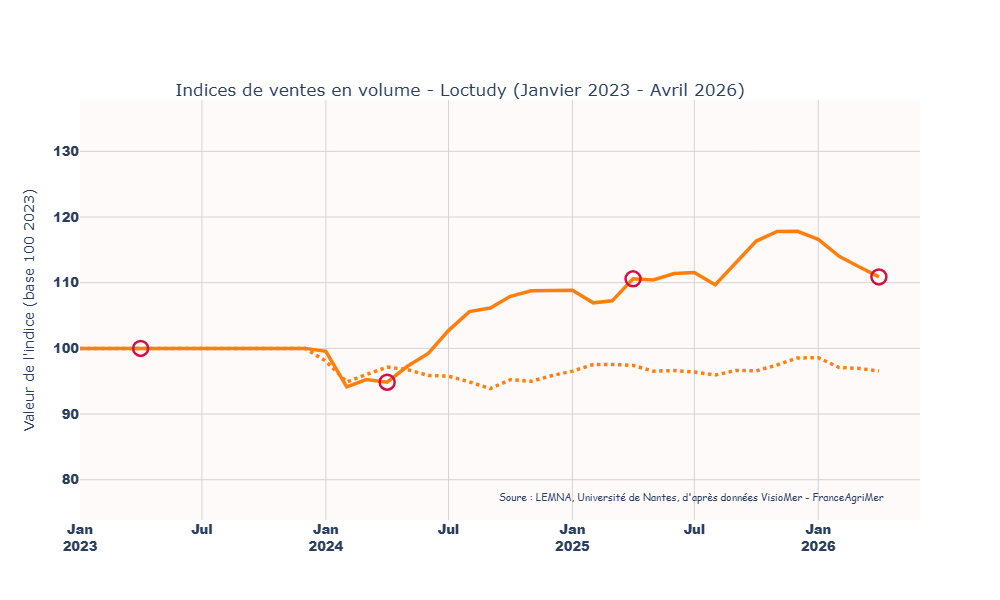 Indices de ventes en volume - Loctudy (Janvier 2023 - Avril 2026)
Valeur de l'indice (base 100 2023)
130
120
110
100
90
80
Soure : LEMNA, Université de Nantes, d'après données VisioMer - FranceAgriMer
Jan
2023
Jul
Jan
2024
Jul
Jan
2025
Jul
Jan
2026